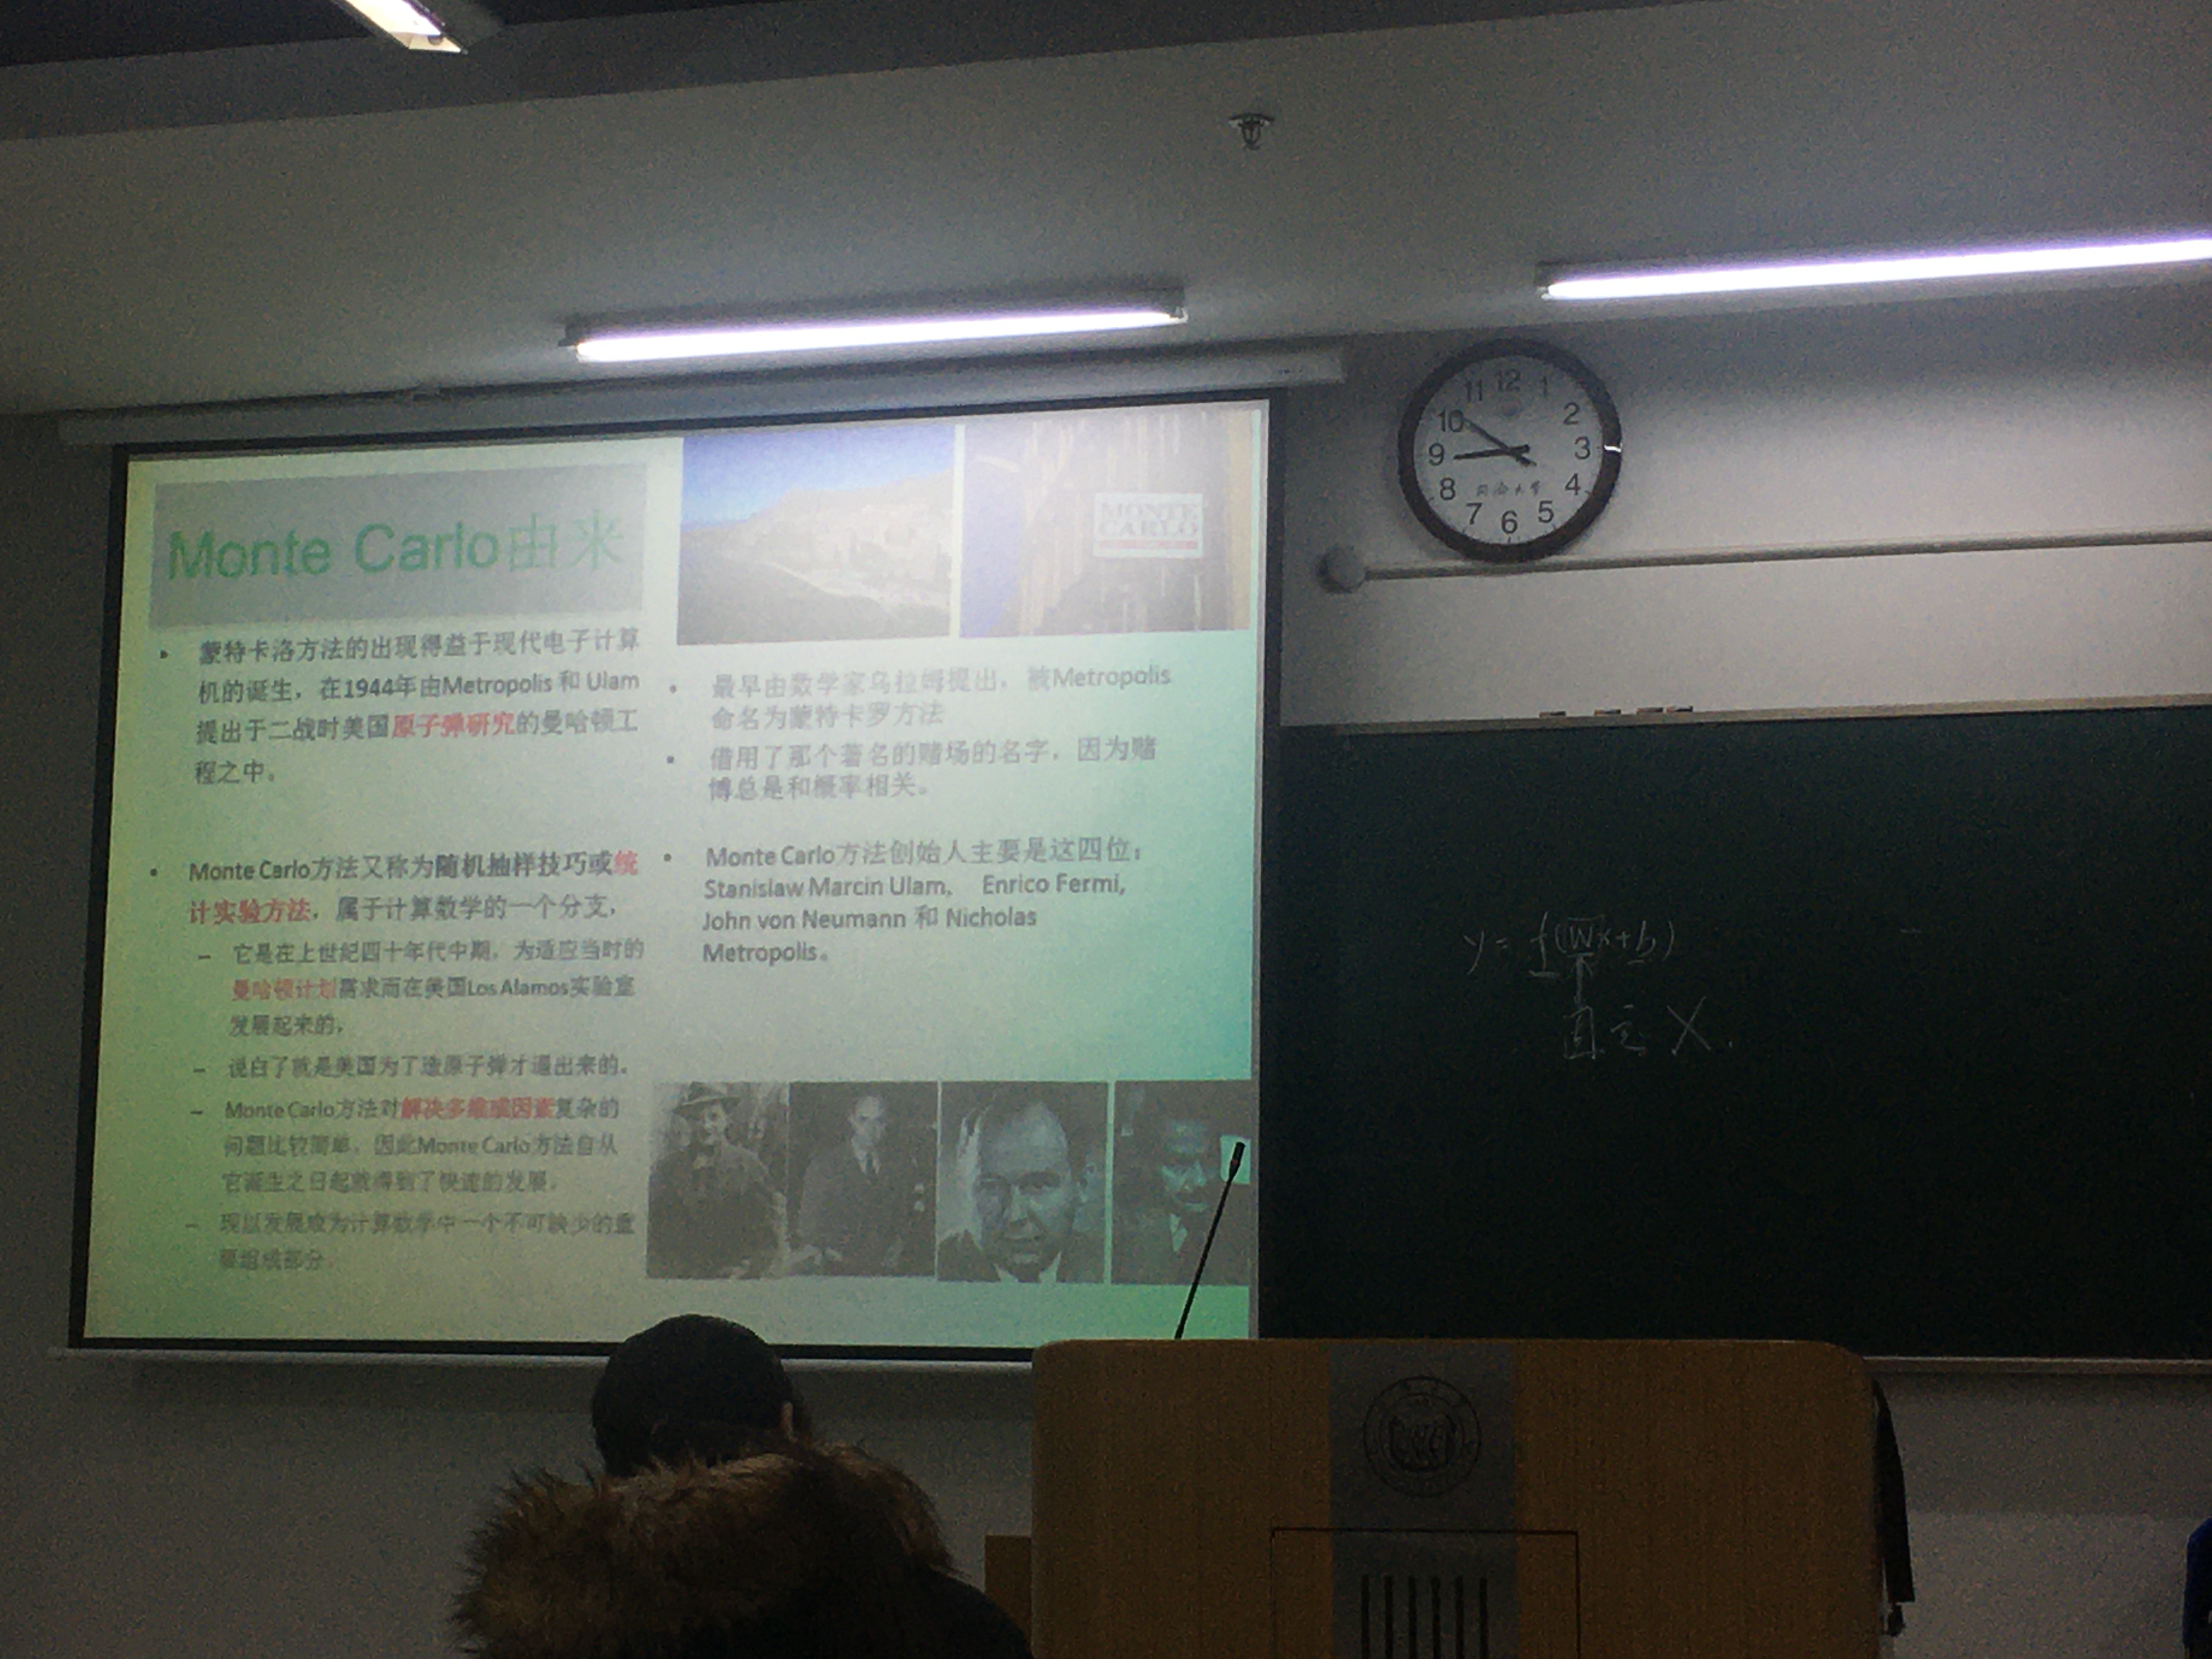 Monte Carlo由来
MONTE
CARLO
蒙特卡洛方法的出现得益于现代电子计算
机的诞生，在1944年由Metropolis 和 Ulam
提出于二战时美国原子弹研究的曼哈顿工
程之中。
Monte Carlo方法又称为随机抽样技巧或统
计实验方法，属于计算数学的一个分支，
它是在上世纪四十年代中期，为适应当时的
曼哈顿计划需求而在美国Los Alamos实验室
发展起来的，
说白了就是美国为了造原子弹才逼出来的。
Monte Carlo方法对解决多维或因素复杂的
问题比较简单，因此Monte Carlo 方法自从
它诞生之日起就得到了快速的发展。
现以发展成为计算数学中一个不可缺少的重
要组成部分。
最早由数学家乌拉姆提出， 被Metropolis
命名为蒙特卡罗方法
借用了那个著名的赌场的名字，因为赌
博总是和概率相关。
Monte Carlo方法创始人主要是这四位：
Stanislaw Marcin Ulam, Enrico Fermi,
John von Neumann 和 Nicholas
Metropolis。
12
11 1
10 2
9 3
8 4
7 5
6
同济大学
y = f(Wx+b)
X